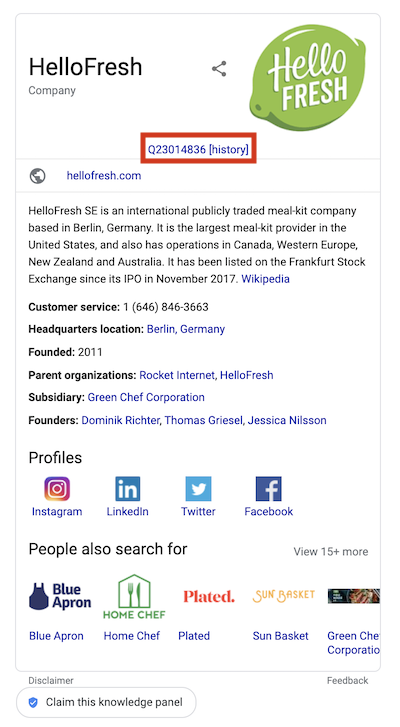 HelloFresh
Company
Hello
FRESH
Q23014836 [history]
hellofresh.com
HelloFresh SE is an international publicly traded meal-kit company
based in Berlin, Germany. It is the largest meal-kit provider in the
United States, and also has operations in Canada, Western Europe,
New Zealand and Australia. It has been listed on the Frankfurt Stock
Exchange since its IPO in November 2017. Wikipedia
Customer service: 1 (646) 846-3663
Headquarters location: Berlin, Germany
Founded: 2011
Parent organizations: Rocket Internet, HelloFresh
Subsidiary: Green Chef Corporation
Founders: Dominik Richter, Thomas Griesel, Jessica Nilsson
Profiles
Instagram LinkedIn Twitter Facebook
People also search for View 15+ more
Blue
Apron
HOME CHEF
Plated.
SUN BASKET
Blue Apron Home Chef Plated Sun Basket Green Chef
Corporatio
Disclaimer Feedback
Claim this knowledge panel